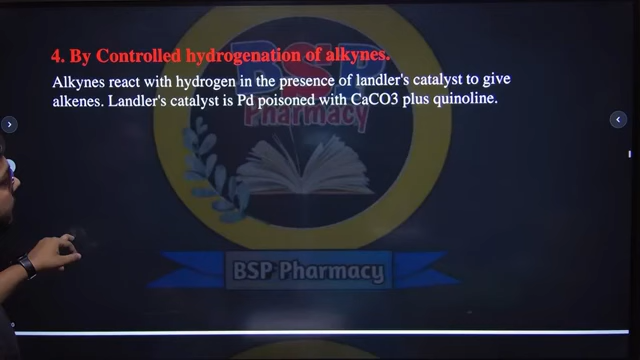 4. By Controlled hydrogenation of alkynes.
Alkynes react with hydrogen in the presence of landler's catalyst to give
alkenes. Landler's catalyst is Pd poisoned with CaCO3 plus quinoline.
BSP
Pharmacy
BSP Pharmacy